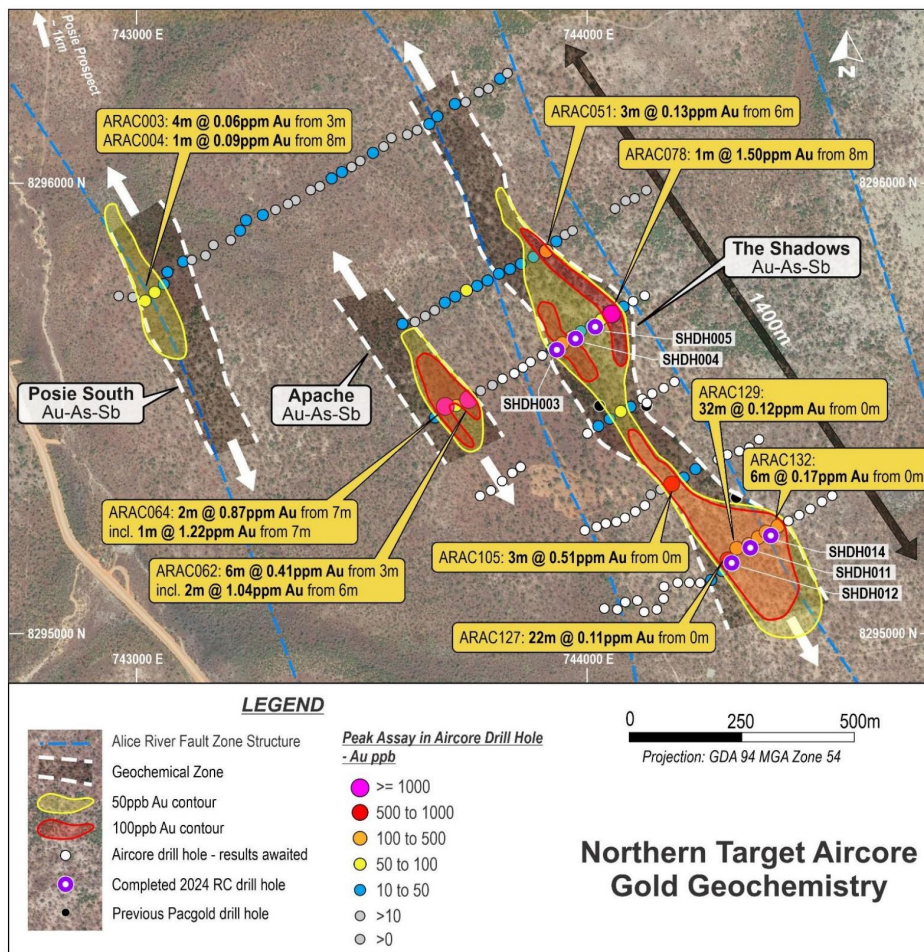 Posie Prospect
~ 1km
743000 E
744000 E
N
ARAC003: 4m @ 0.06ppm Au from 3m
ARAC004: 1m @ 0.09ppm Au from 8m
ARAC051: 3m @ 0.13ppm Au from 6m
ARAC078: 1m @ 1.50ppm Au from 8m
8296000 N
8296000 N
The Shadows
Au-As-Sb
1400m
SHDH005
SHDH004
SHDH003
Posie South
Au-As-Sb
Apache
Au-As-Sb
ARAC129:
32m @ 0.12ppm Au from 0m
ARAC132:
6m @ 0.17ppm Au from 0m
ARAC064: 2m @ 0.87ppm Au from 7m
incl. 1m @ 1.22ppm Au from 7m
ARAC062: 6m @ 0.41ppm Au from 3m
incl. 2m @ 1.04ppm Au from 6m
ARAC105: 3m @ 0.51ppm Au from 0m
SHDH014
SHDH011
SHDH012
ARAC127: 22m @ 0.11ppm Au from 0m
8295000 N
8295000 N
743000 E
744000 E
LEGEND
Alice River Fault Zone Structure
Geochemical Zone
50ppb Au contour
100ppb Au contour
Aircore drill hole - results awaited
Completed 2024 RC drill hole
Previous Pacgold drill hole
Peak Assay in Aircore Drill Hole
- Au ppb
>= 1000
500 to 1000
100 to 500
50 to 100
10 to 50
>10
>0
0 250 500m
Projection: GDA 94 MGA Zone 54
Northern Target Aircore
Gold Geochemistry